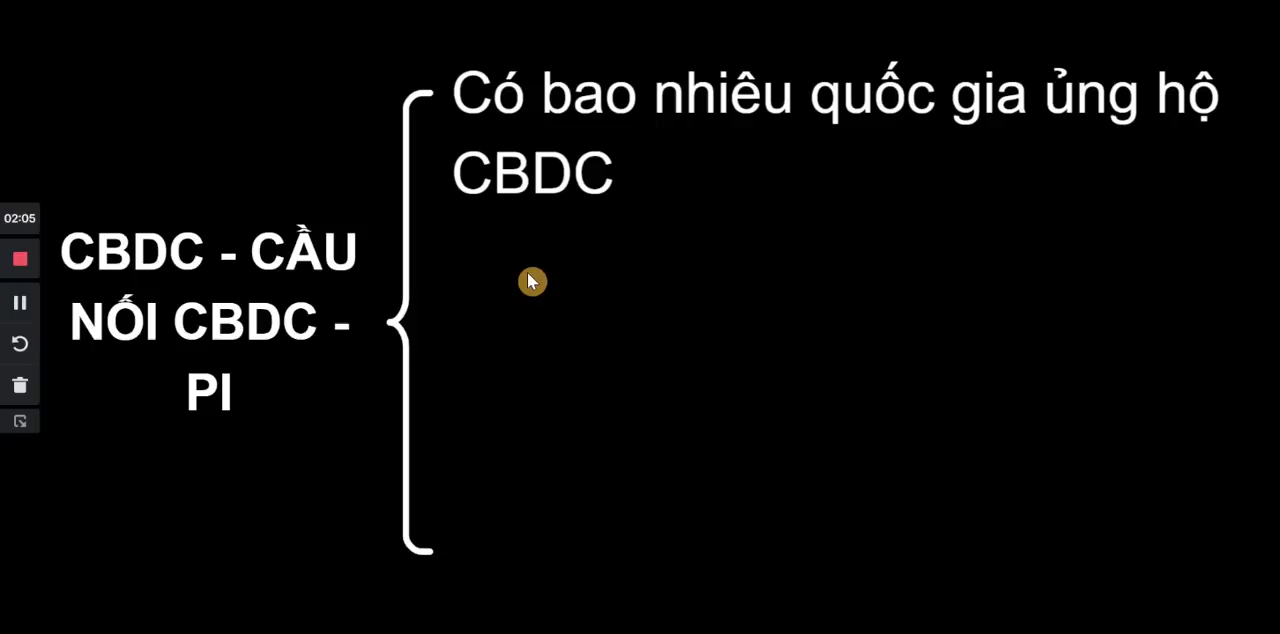 Có bao nhiêu quốc gia ủng hộ
CBDC
02:05
CBDC - CẦU
NỐI CBDC -
PI